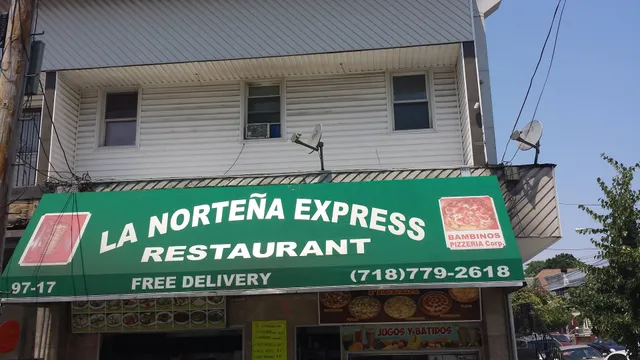 LA NORTEÑA EXPRESS
RESTAURANT
BAMBINOS
PIZZERIA Corp.
97-17
FREE DELIVERY
(718)779-2618
JUGOS Y BATIDOS